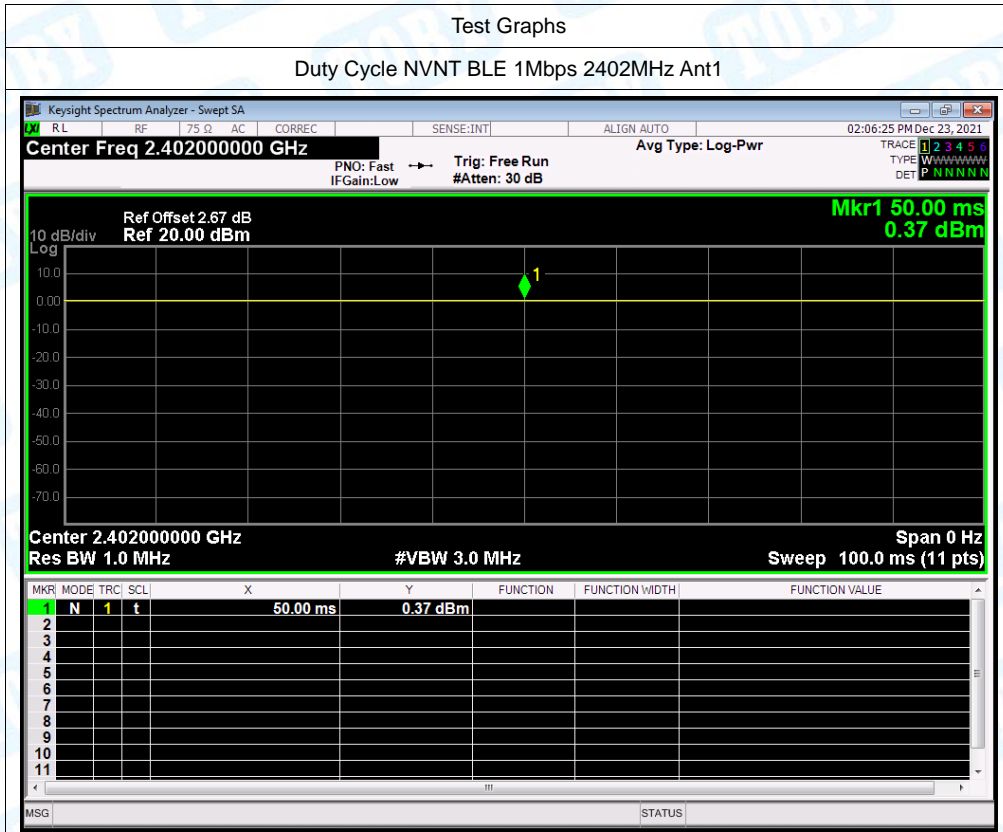 Test Graphs
Duty Cycle NVNT BLE 1Mbps 2402MHz Ant1
Keysight Spectrum Analyzer - Swept SA
LXI RL RF 75 Ω AC CORREC SENSE:INT ALIGN AUTO 02:06:25 PM Dec 23, 2021
Center Freq 2.402000000 GHz Avg Type: Log-Pwr TRACE 1 2 3 4 5 6
PNO: Fast Trig: Free Run TYPE WWWWWW
IFGain:Low #Atten: 30 dB DET P N N N N N
Mkr1 50.00 ms
Ref Offset 2.67 dB
10 dB/div Ref 20.00 dBm 0.37 dBm
Log
10.0
1
0.00
-10.0
-20.0
-30.0
-40.0
-50.0
-60.0
-70.0
Center 2.402000000 GHz Span 0 Hz
Res BW 1.0 MHz #VBW 3.0 MHz Sweep 100.0 ms (11 pts)
MKR MODE TRC SCL X Y FUNCTION FUNCTION WIDTH FUNCTION VALUE
1 N 1 t 50.00 ms 0.37 dBm
2
3
4
5
6
7
8
9
10
11
MSG STATUS